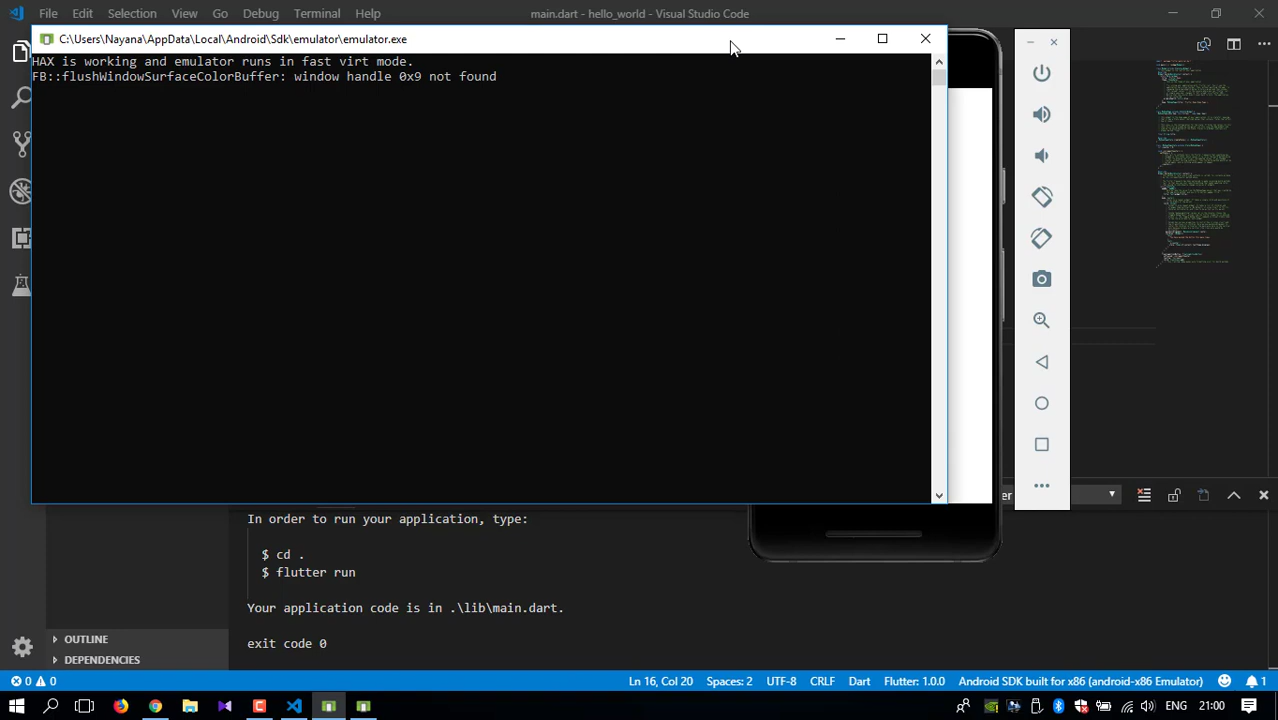 File Edit Selection View Go Debug Terminal Help main.dart - hello_world - Visual Studio Code
C:\Users\Nayana\AppData\Local\Android\Sdk\emulator\emulator.exe
HAX is working and emulator runs in fast virt mode.
FB::flushWindowSurfaceColorBuffer: window handle 0x9 not found
er
In order to run your application, type:
$ cd .
$ flutter run
Your application code is in .\lib\main.dart.
exit code 0
OUTLINE
DEPENDENCIES
0 0 Ln 16, Col 20 Spaces: 2 UTF-8 CRLF Dart Flutter: 1.0.0 Android SDK built for x86 (android-x86 Emulator) 1
ENG 21:00